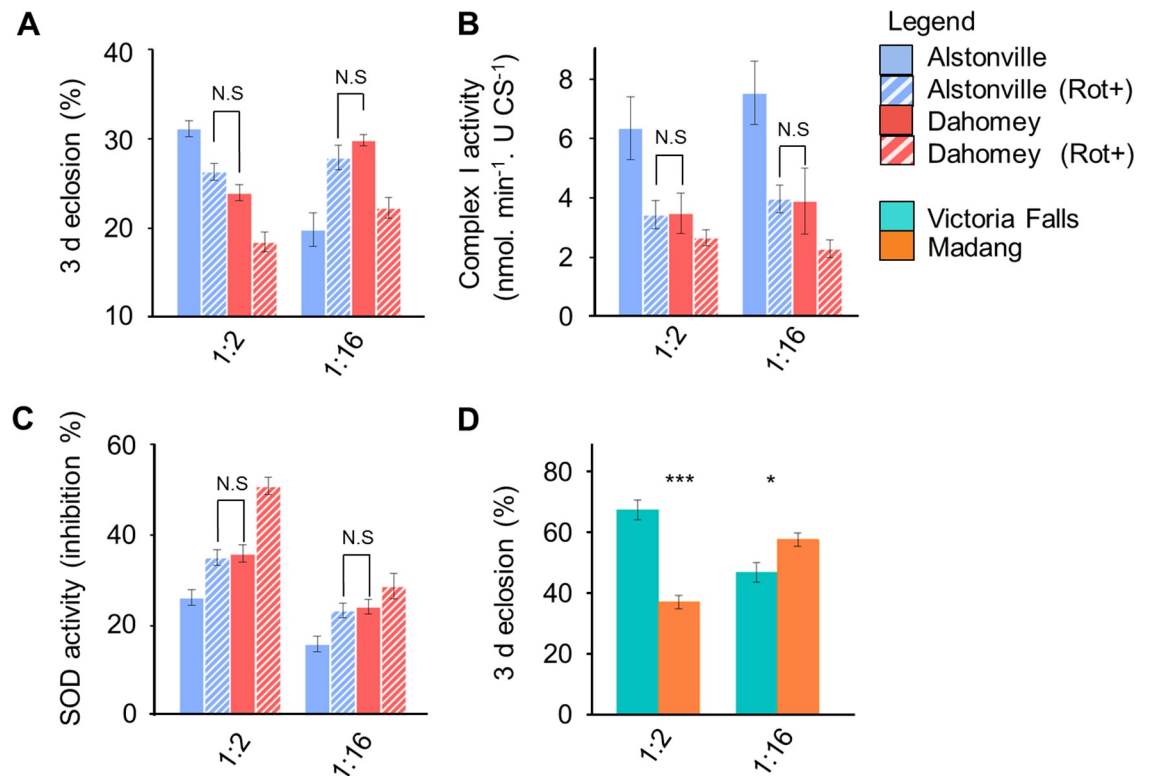 A
3 d eclosion (%)
40
30
20
10
N.S
N.S
1:2
1:16
B
Complex I activity
(nmol. min-1. U CS-1)
8
6
4
2
0
N.S
N.S
1:2
1:16
Legend
Alstonville
Alstonville (Rot+)
Dahomey
Dahomey (Rot+)
Victoria Falls
Madang
C
SOD activity (inhibition %)
60
40
20
0
N.S
N.S
1:2
1:16
D
3 d eclosion (%)
80
60
40
20
0
***
*
1:2
1:16